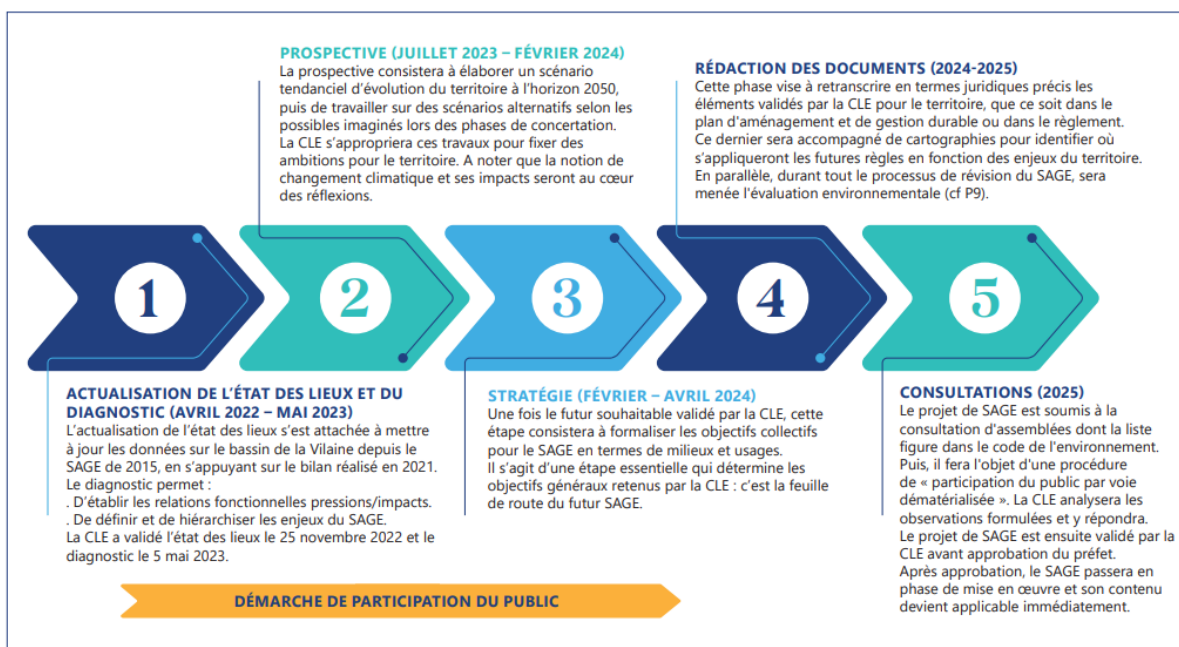 PROSPECTIVE (JUILLET 2023 – FÉVRIER 2024)
La prospective consistera à élaborer un scénario
tendanciel d’évolution du territoire à l’horizon 2050,
puis de travailler sur des scénarios alternatifs selon les
possibles imaginés lors des phases de concertation.
La CLE s’appropriera ces travaux pour fixer des
ambitions pour le territoire. A noter que la notion de
changement climatique et ses impacts seront au cœur
des réflexions.
RÉDACTION DES DOCUMENTS (2024-2025)
Cette phase vise à retranscrire en termes juridiques précis les
éléments validés par la CLE pour le territoire, que ce soit dans le
plan d'aménagement et de gestion durable ou dans le règlement.
Ce dernier sera accompagné de cartographies pour identifier où
s’appliqueront les futures règles en fonction des enjeux du territoire.
En parallèle, durant tout le processus de révision du SAGE, sera
menée l'évaluation environnementale (cf P9).
1
2
3
4
5
ACTUALISATION DE L’ÉTAT DES LIEUX ET DU
DIAGNOSTIC (AVRIL 2022 – MAI 2023)
L’actualisation de l’état des lieux s’est attachée à mettre
à jour les données sur le bassin de la Vilaine depuis le
SAGE de 2015, en s’appuyant sur le bilan réalisé en 2021.
Le diagnostic permet :
. D’établir les relations fonctionnelles pressions/impacts.
. De définir et de hiérarchiser les enjeux du SAGE.
La CLE a validé l’état des lieux le 25 novembre 2022 et le
diagnostic le 5 mai 2023.
STRATÉGIE (FÉVRIER – AVRIL 2024)
Une fois le futur souhaitable validé par la CLE, cette
étape consistera à formaliser les objectifs collectifs
pour le SAGE en termes de milieux et usages.
Il s’agit d’une étape essentielle qui détermine les
objectifs généraux retenus par la CLE : c’est la feuille
de route du futur SAGE.
CONSULTATIONS (2025)
Le projet de SAGE est soumis à la
consultation d'assemblées dont la liste
figure dans le code de l'environnement.
Puis, il fera l'objet d'une procédure
de « participation du public par voie
dématérialisée ». La CLE analysera les
observations formulées et y répondra.
Le projet de SAGE est ensuite validé par la
CLE avant approbation du préfet.
Après approbation, le SAGE passera en
phase de mise en œuvre et son contenu
devient applicable immédiatement.
DÉMARCHE DE PARTICIPATION DU PUBLIC